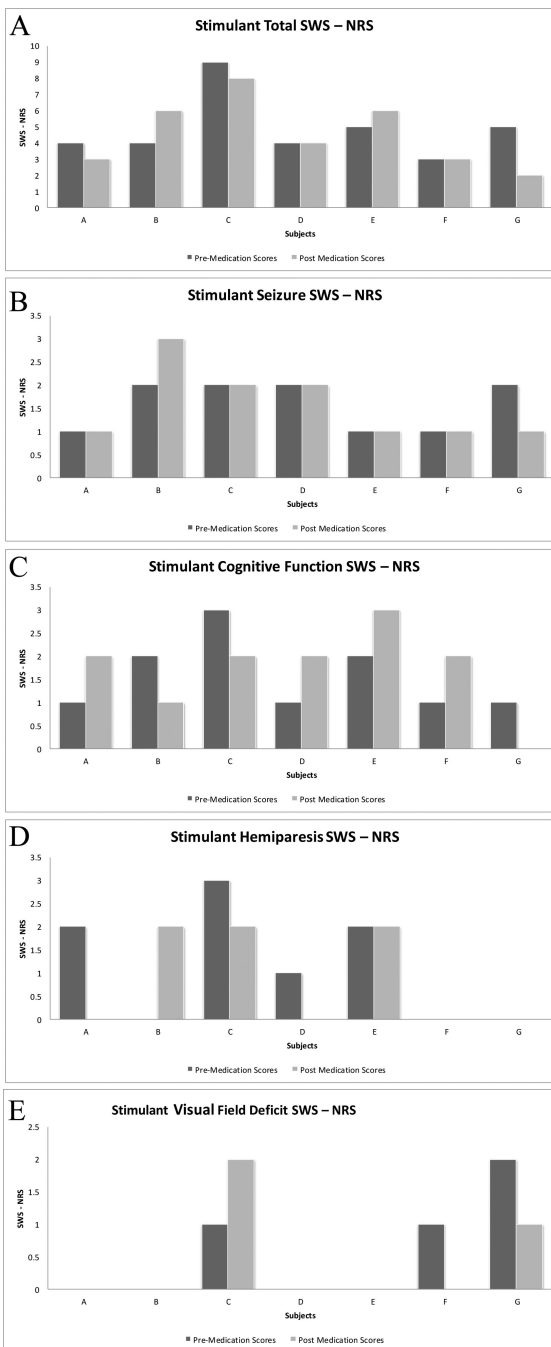 A
Stimulant Total SWS – NRS
10
9
8
7
6
5
4
3
2
1
0
SWS - NRS
A B C D E F G
Subjects
Pre-Medication Scores Post Medication Scores
B
Stimulant Seizure SWS – NRS
3.5
3
2.5
2
1.5
1
0.5
0
SWS - NRS
A B C D E F G
Subjects
Pre-Medication Scores Post Medication Scores
C
Stimulant Cognitive Function SWS – NRS
3.5
3
2.5
2
1.5
1
0.5
0
SWS - NRS
A B C D E F G
Subjects
Pre-Medication Scores Post Medication Scores
D
Stimulant Hemiparesis SWS – NRS
3.5
3
2.5
2
1.5
1
0.5
0
SWS - NRS
A B C D E F G
Subjects
Pre-Medication Scores Post Medication Scores
E
Stimulant Visual Field Deficit SWS – NRS
2.5
2
1.5
1
0.5
0
SWS - NRS
A B C D E F G
Subjects
Pre-Medication Scores Post Medication Scores